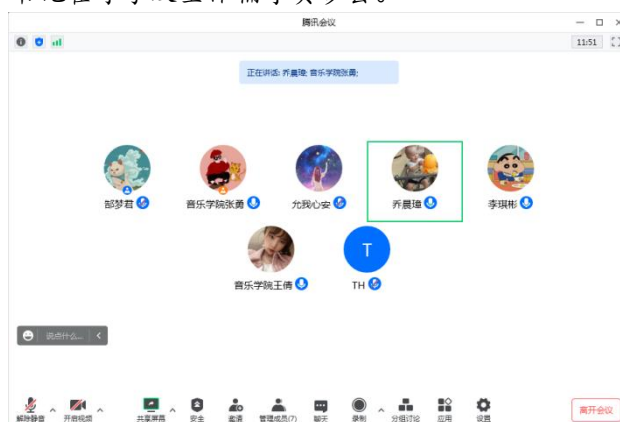 腾讯会议
11:51
正在讲话: 乔晨璋; 音乐学院张勇;
郜梦君
音乐学院张勇
允我心安
乔晨璋
李琪彬
T
音乐学院王倩
TH
说点什么...
解除静音
开启视频
共享屏幕
安全
邀请
管理成员(7)
聊天
录制
分组讨论
应用
设置
离开会议